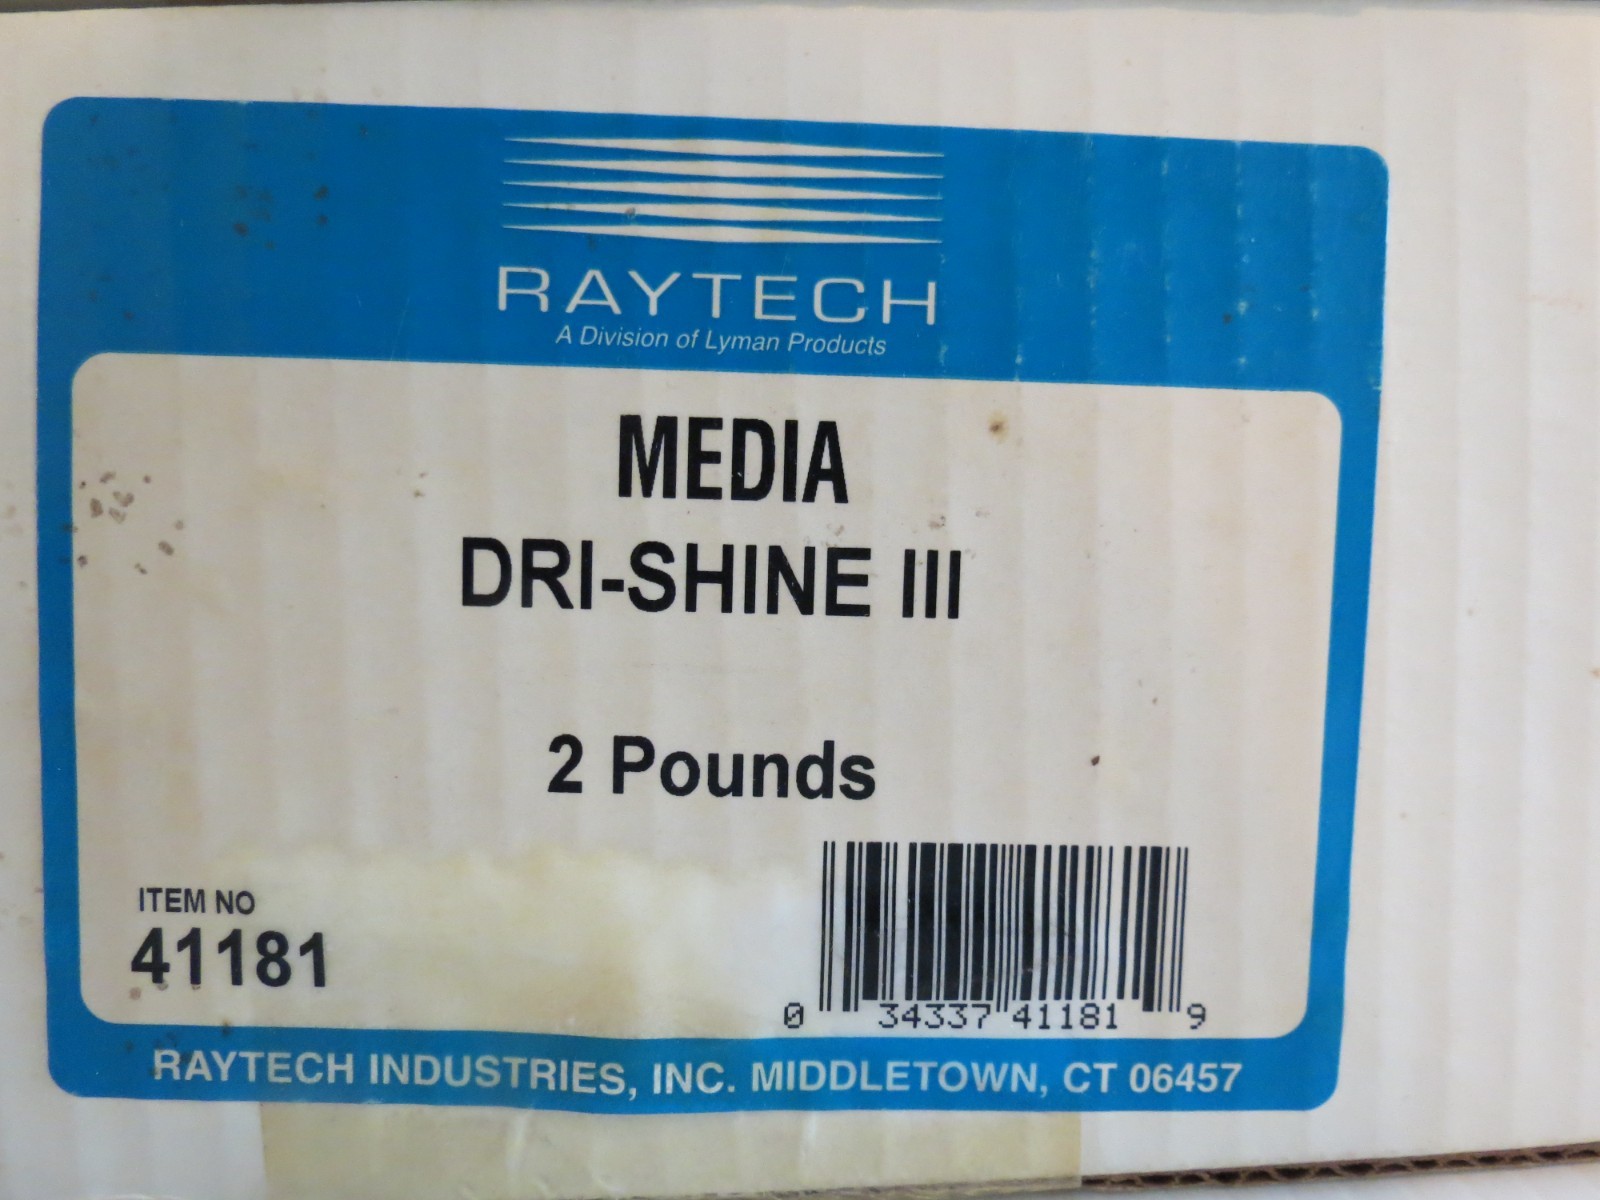 RAYTECH
A Division of Lyman Products
MEDIA
DRI-SHINE III
2 Pounds
ITEM NO
41181
0 34337 41181 9
RAYTECH INDUSTRIES, INC. MIDDLETOWN, CT 06457